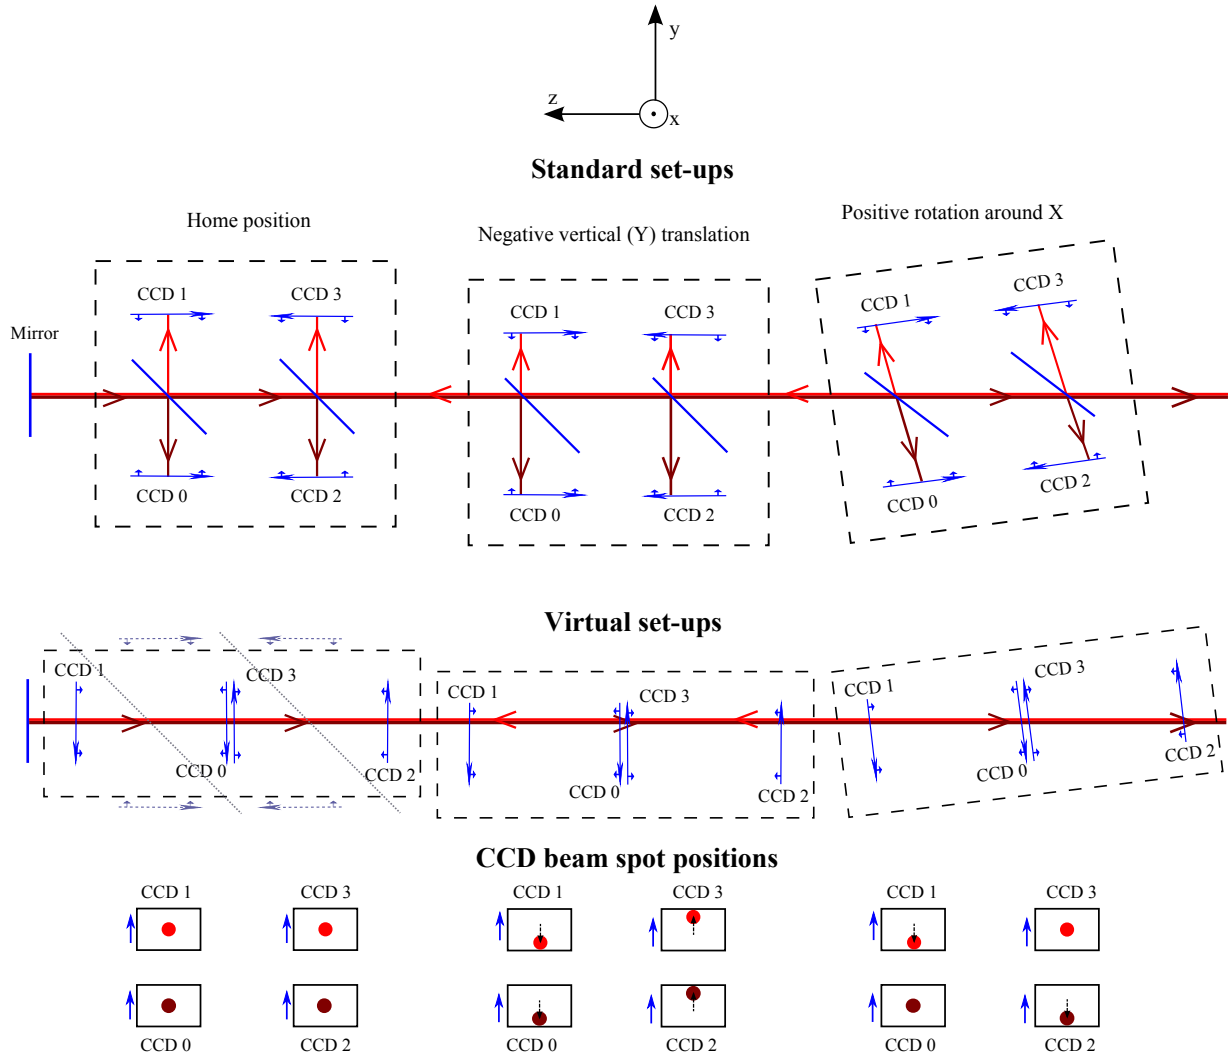 y
z
x
Standard set-ups
Home position
Negative vertical (Y) translation
Positive rotation around X
Mirror
CCD 1
CCD 3
CCD 0
CCD 2
CCD 1
CCD 3
CCD 0
CCD 2
CCD 1
CCD 3
CCD 0
CCD 2
Virtual set-ups
CCD 1
CCD 3
CCD 0
CCD 2
CCD 1
CCD 3
CCD 0
CCD 2
CCD 1
CCD 3
CCD 0
CCD 2
CCD beam spot positions
CCD 1
CCD 3
CCD 1
CCD 3
CCD 1
CCD 3
CCD 0
CCD 2
CCD 0
CCD 2
CCD 0
CCD 2